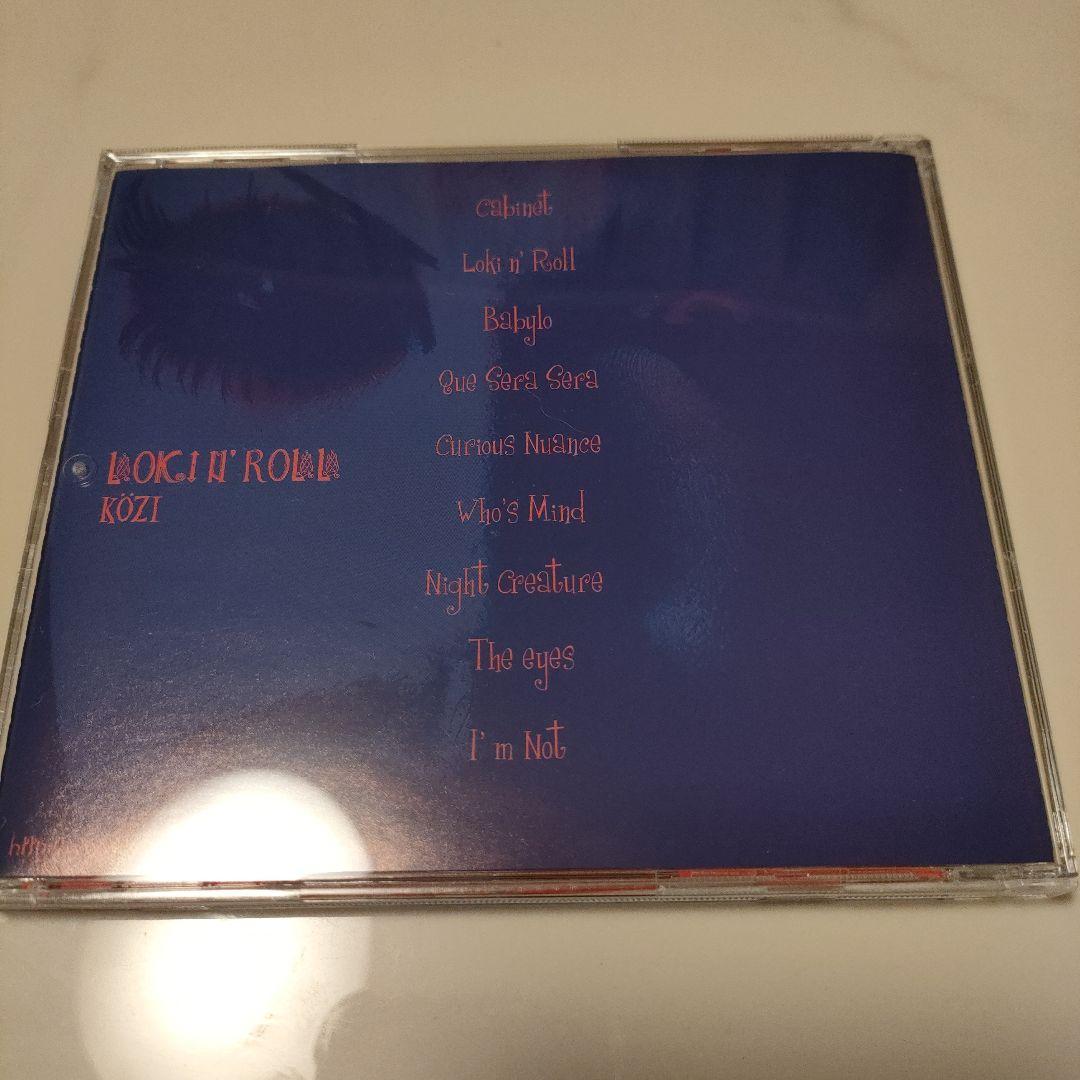 Cabinet
Loki n' Roll
Babylo
Que Sera Sera
Curious Nuance
Who's Mind
Night Creature
The eyes
I'm Not
LOKI N' ROLL
KÖZI